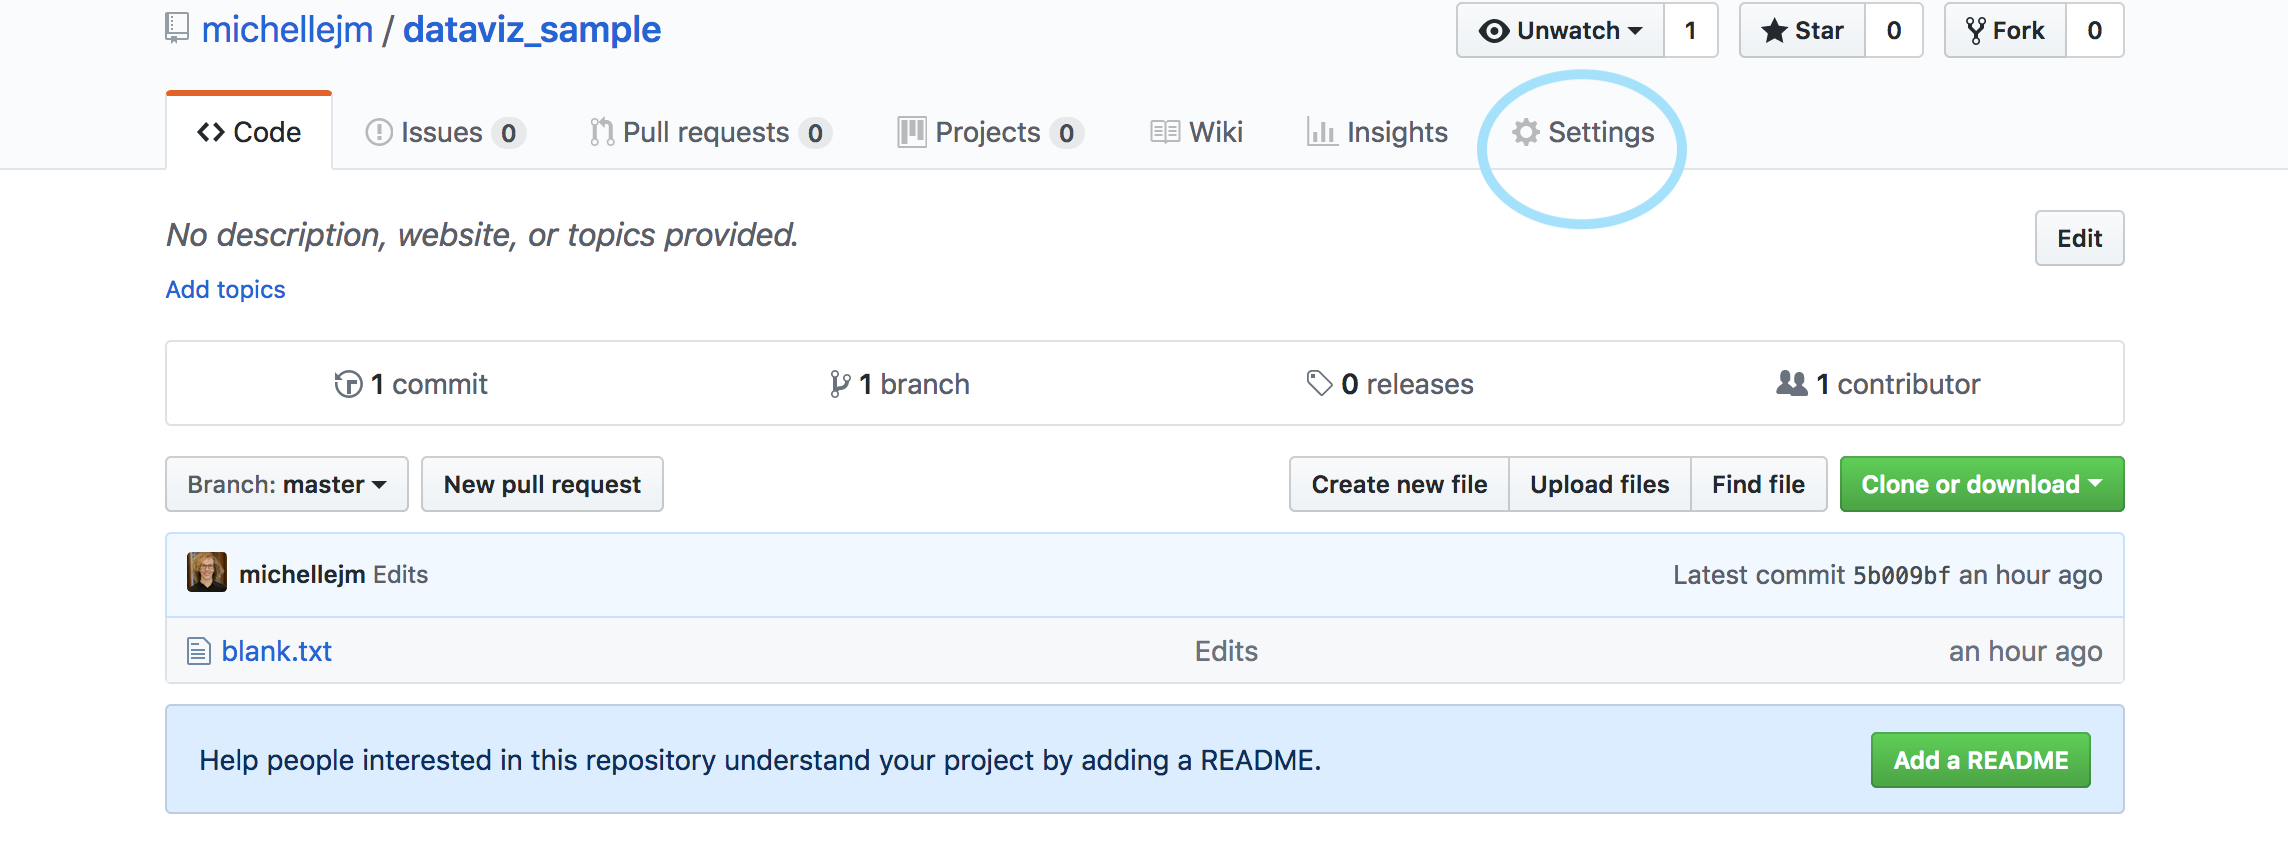 michellejm / dataviz_sample Unwatch 1 Star 0 Fork 0
Code Issues 0 Pull requests 0 Projects 0 Wiki Insights Settings
No description, website, or topics provided. Edit
Add topics
1 commit 1 branch 0 releases 1 contributor
Branch: master New pull request Create new file Upload files Find file Clone or download
michellejm Edits Latest commit 5b009bf an hour ago
blank.txt Edits an hour ago
Help people interested in this repository understand your project by adding a README. Add a README